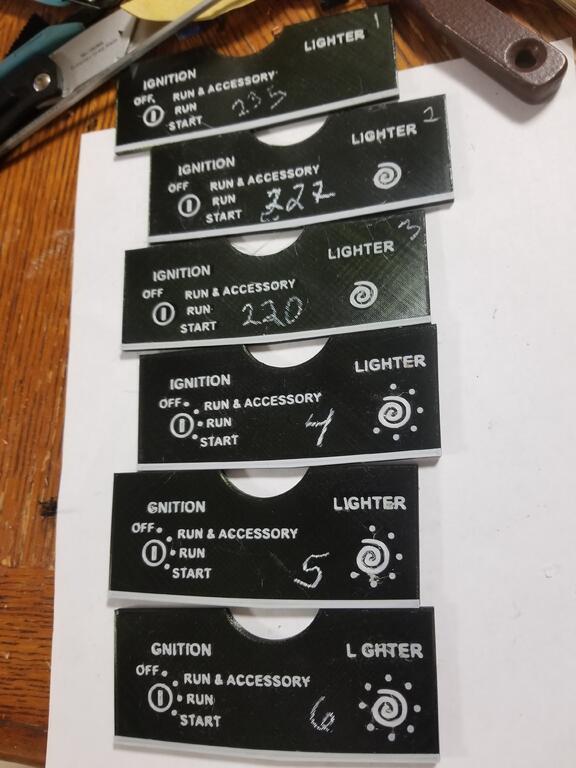 1
LIGHTER
IGNITION
OFF
RUN & ACCESSORY
RUN
START
235
2
LIGHTER
IGNITION
OFF
RUN & ACCESSORY
RUN
START
222
3
LIGHTER
IGNITION
OFF
RUN & ACCESSORY
RUN
START
220
LIGHTER
IGNITION
OFF
RUN & ACCESSORY
RUN
START
4
LIGHTER
GNITION
OFF
RUN & ACCESSORY
RUN
START
5
L GHTER
GNITION
OFF
RUN & ACCESSORY
RUN
START
6